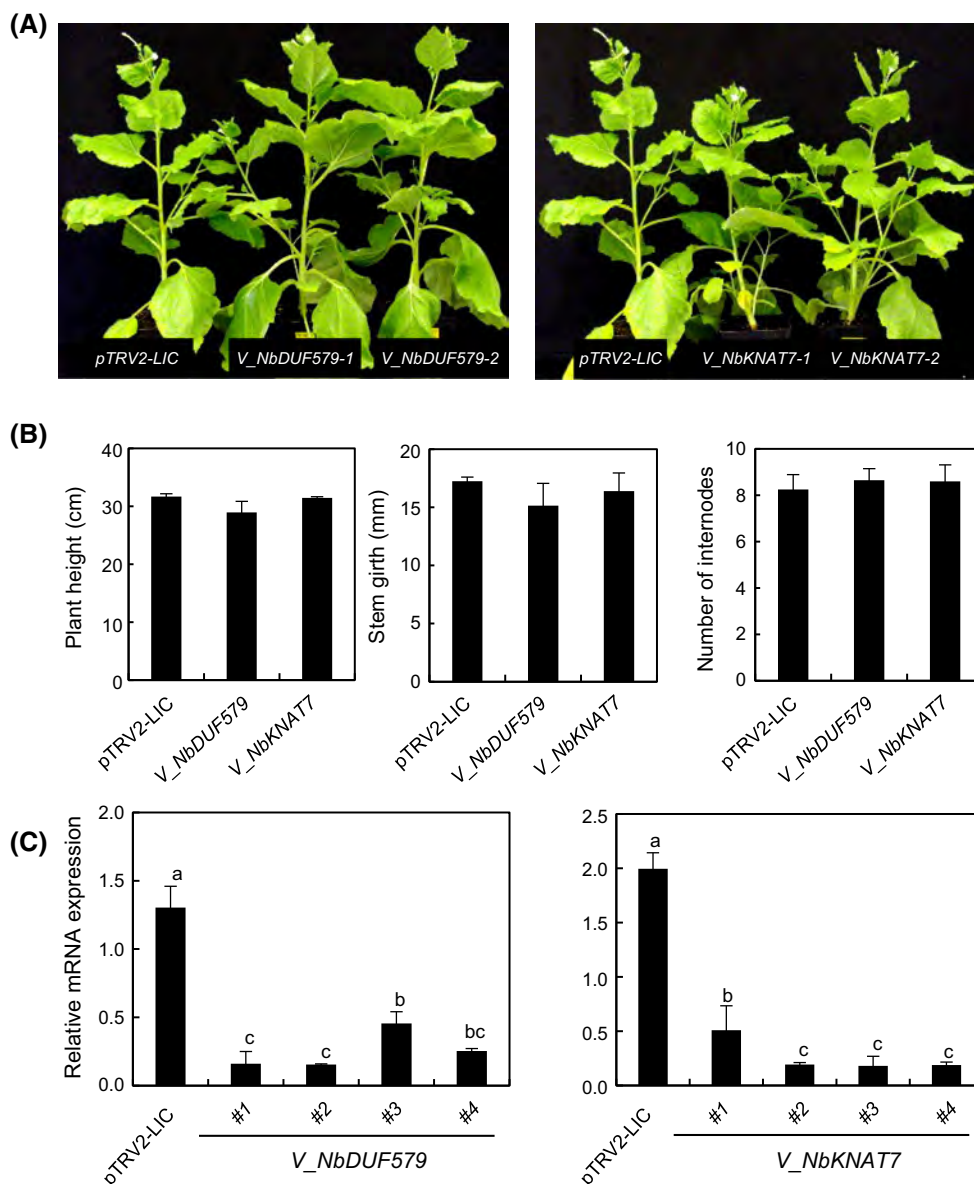 (A)
pTRV2-LIC V_NbDUF579-1 V_NbDUF579-2
pTRV2-LIC V_NbKNAT7-1 V_NbKNAT7-2
(B)
Plant height (cm)
40
30
20
10
0
pTRV2-LIC
V_NbDUF579
V_NbKNAT7
Stem girth (mm)
20
15
10
5
0
pTRV2-LIC
V_NbDUF579
V_NbKNAT7
Number of internodes
10
8
6
4
2
0
pTRV2-LIC
V_NbDUF579
V_NbKNAT7
(C)
Relative mRNA expression
2.0
1.5
1.0
0.5
0.0
a
c
c
b
bc
pTRV2-LIC
#1
#2
#3
#4
V_NbDUF579
2.5
2.0
1.5
1.0
0.5
0.0
a
b
c
c
c
pTRV2-LIC
#1
#2
#3
#4
V_NbKNAT7